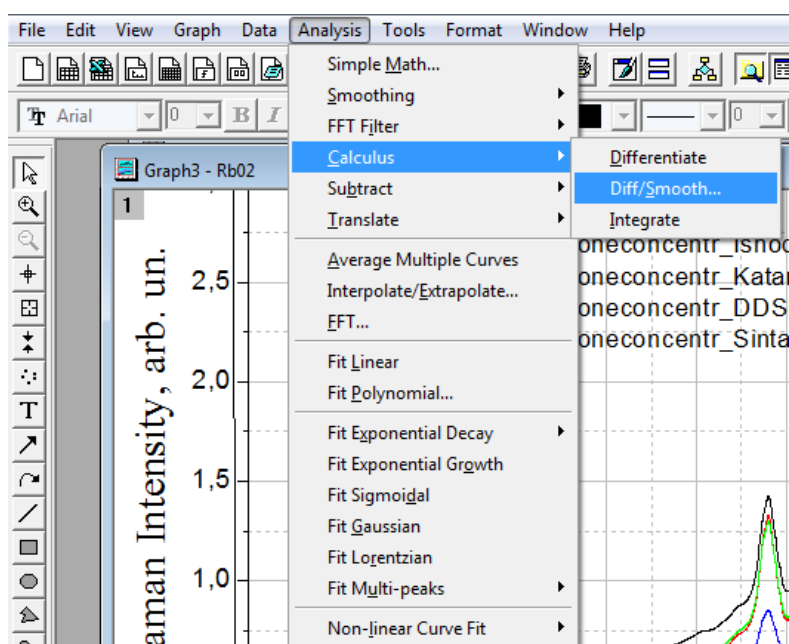 File Edit View Graph Data Analysis Tools Format Window Help
Arial 0 B I 0
Simple Math...
Smoothing
FFT Filter
Calculus
Subtract
Translate
Average Multiple Curves
Interpolate/Extrapolate...
FFT...
Fit Linear
Fit Polynomial...
Fit Exponential Decay
Fit Exponential Growth
Fit Sigmoidal
Fit Gaussian
Fit Lorentzian
Fit Multi-peaks
Non-linear Curve Fit
Differentiate
Diff/Smooth...
Integrate
Graph3 - Rb02
1
aman Intensity, arb. un.
2,5
2,0
1,5
1,0
oneconcentr_Katar
oneconcentr_DDS
oneconcentr_Sinta
T